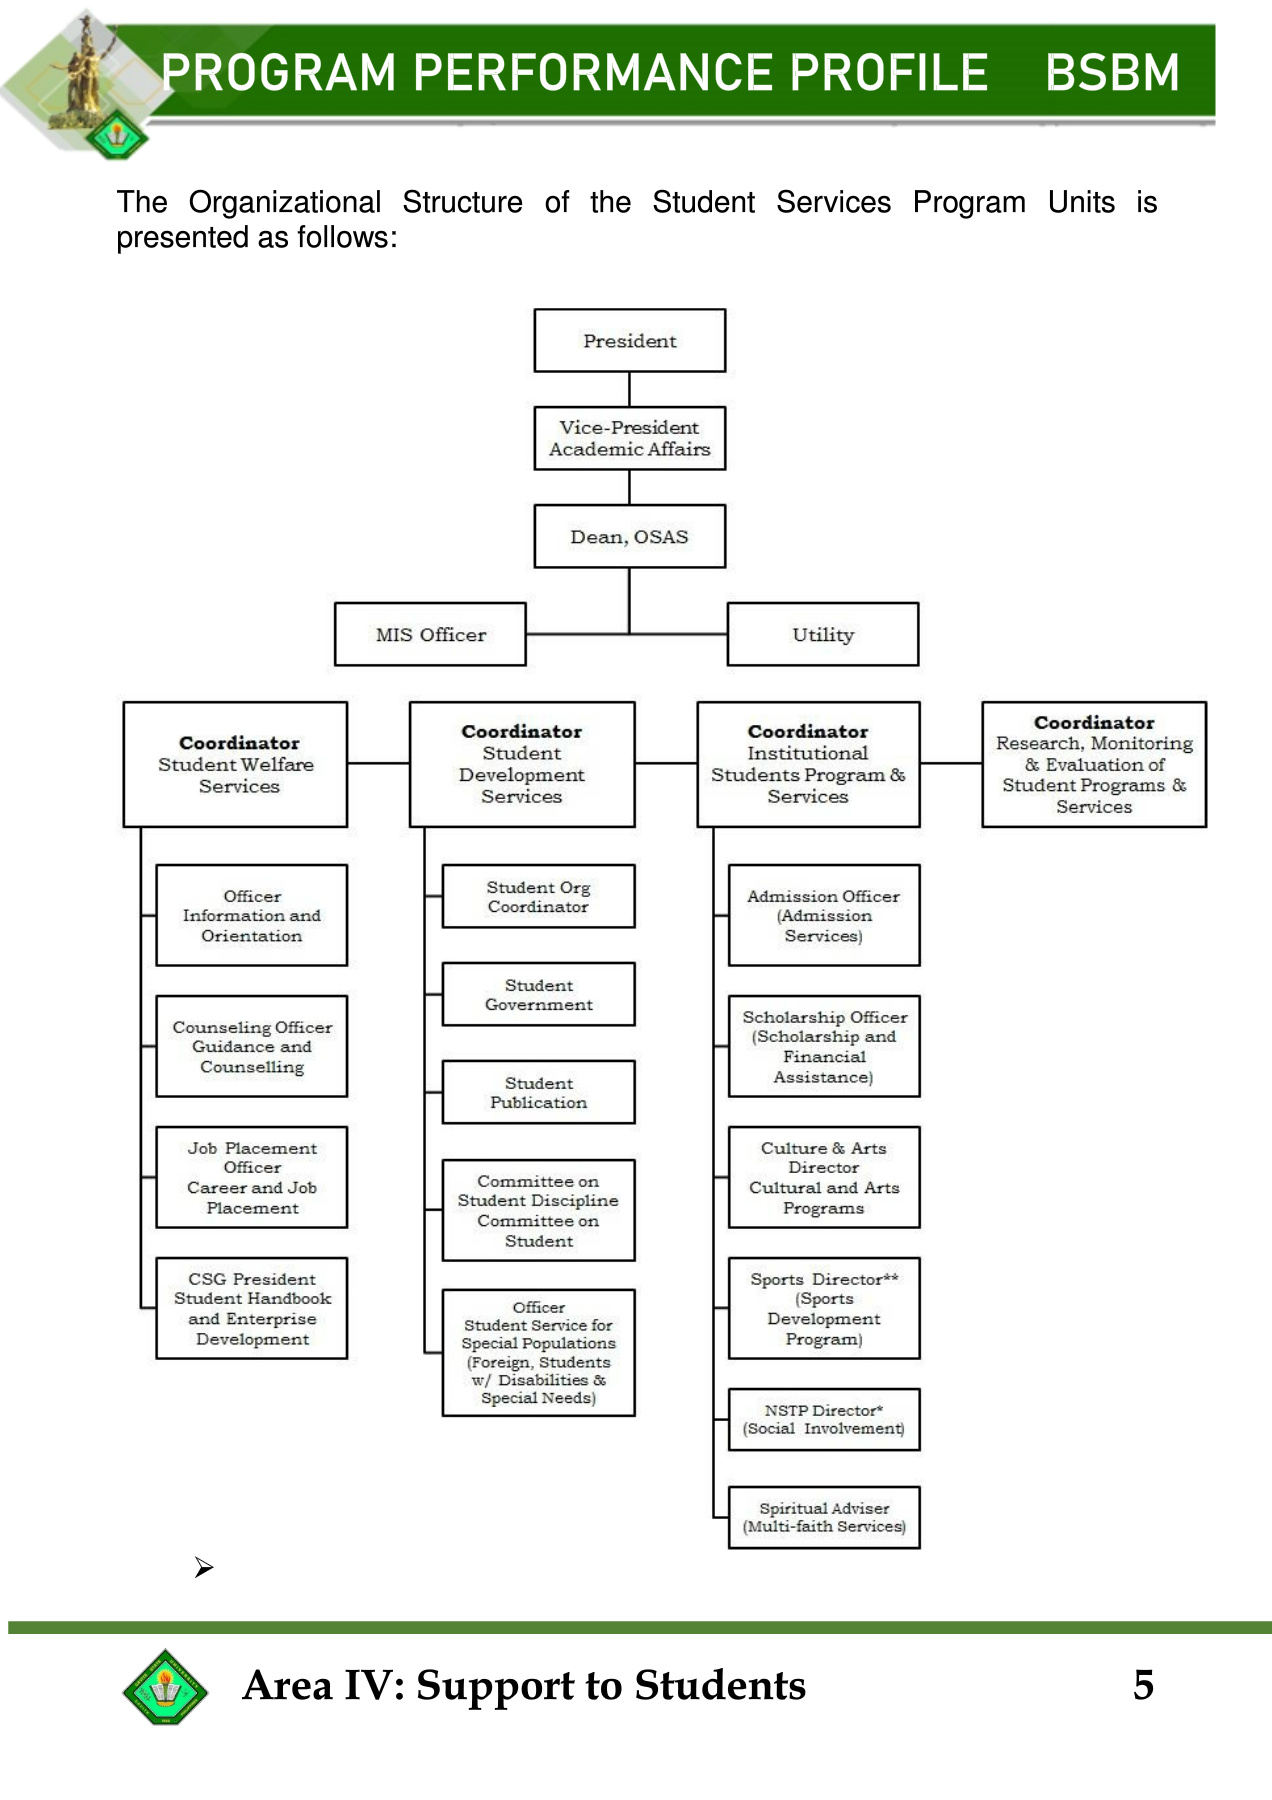 PROGRAM PERFORMANCE PROFILE BSBM
The Organizational Structure of the Student Services Program Units is
presented as follows:
President
Vice-President
Academic Affairs
Dean, OSAS
MIS Officer
Utility
Coordinator
Student Welfare
Services
Coordinator
Student
Development
Services
Coordinator
Institutional
Students Program &
Services
Coordinator
Research, Monitoring
& Evaluation of
Student Programs &
Services
Officer
Information and
Orientation
Counseling Officer
Guidance and
Counselling
Job Placement
Officer
Career and Job
Placement
CSG President
Student Handbook
and Enterprise
Development
Student Org
Coordinator
Student
Government
Student
Publication
Committee on
Student Discipline
Committee on
Student
Officer
Student Service for
Special Populations
(Foreign, Students
w/ Disabilities &
Special Needs)
Admission Officer
(Admission
Services)
Scholarship Officer
(Scholarship and
Financial
Assistance)
Culture & Arts
Director
Cultural and Arts
Programs
Sports Director**
(Sports
Development
Program)
NSTP Director*
(Social Involvement)
Spiritual Adviser
(Multi-faith Services)
Area IV: Support to Students 5